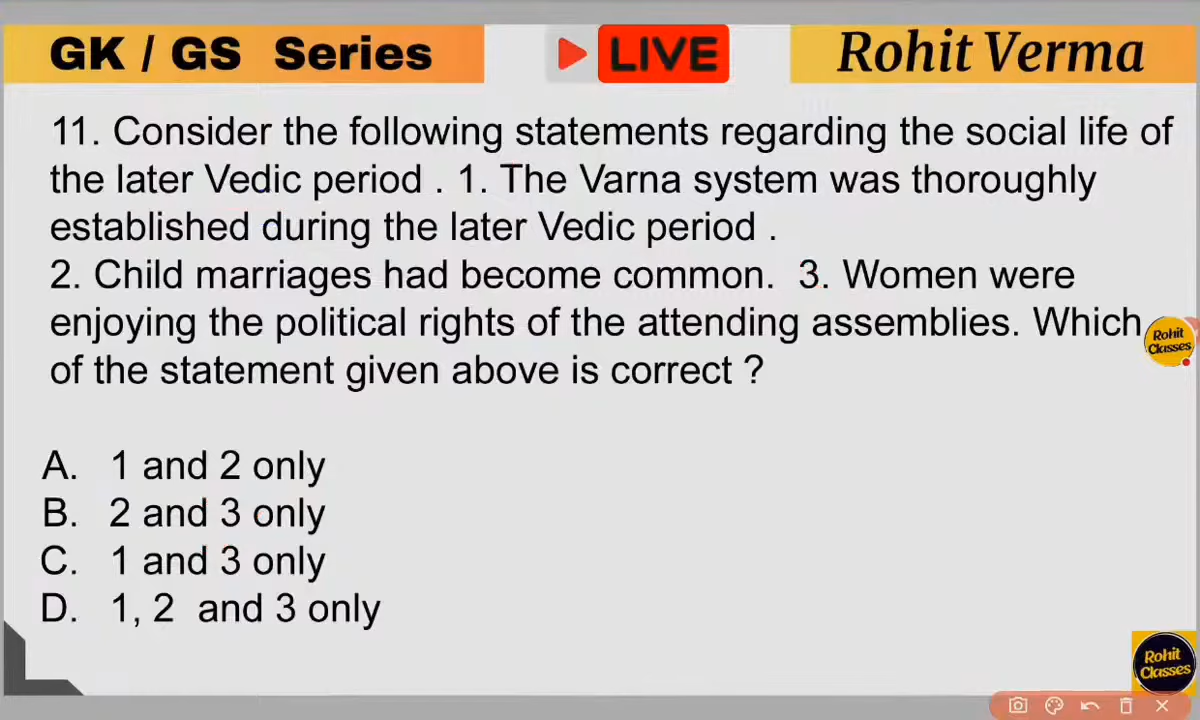 GK / GS Series
LIVE
Rohit Verma
11. Consider the following statements regarding the social life of
the later Vedic period . 1. The Varna system was thoroughly
established during the later Vedic period .
2. Child marriages had become common. 3. Women were
enjoying the political rights of the attending assemblies. Which
of the statement given above is correct ?
Rohit
Classes
A. 1 and 2 only
B. 2 and 3 only
C. 1 and 3 only
D. 1, 2 and 3 only
Rohit
Classes